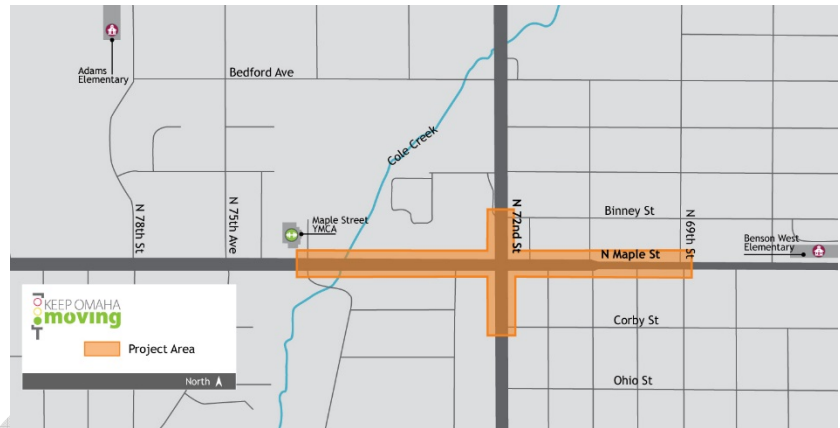 Adams
Elementary
Bedford Ave
Cole Creek
N 78th St
N 75th Ave
Maple Street
YMCA
N 72nd St
Binney St
N 69th St
Benson West
Elementary
N Maple St
Corby St
Ohio St
KEEP OMAHA
moving
Project Area
North